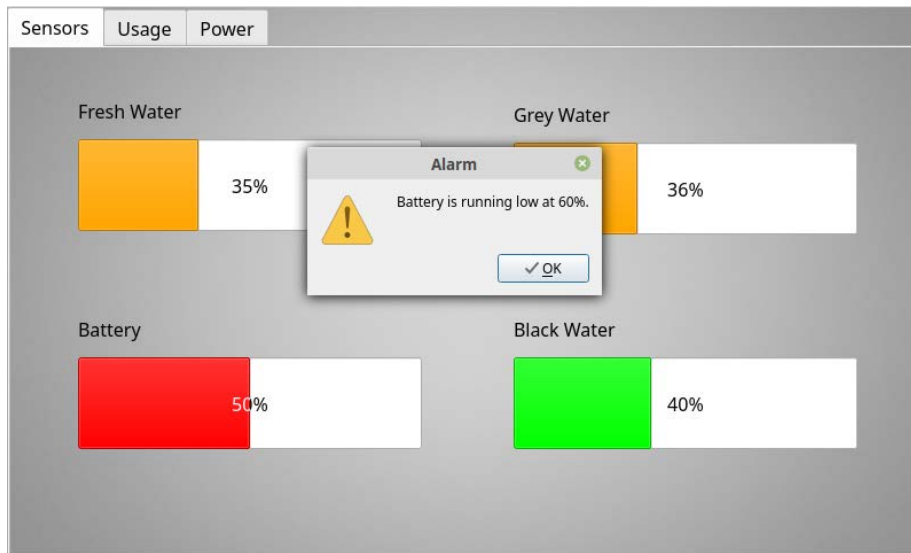 Sensors Usage Power
Fresh Water
Grey Water
35%
36%
Alarm
Battery is running low at 60%.
OK
Battery
Black Water
50%
40%